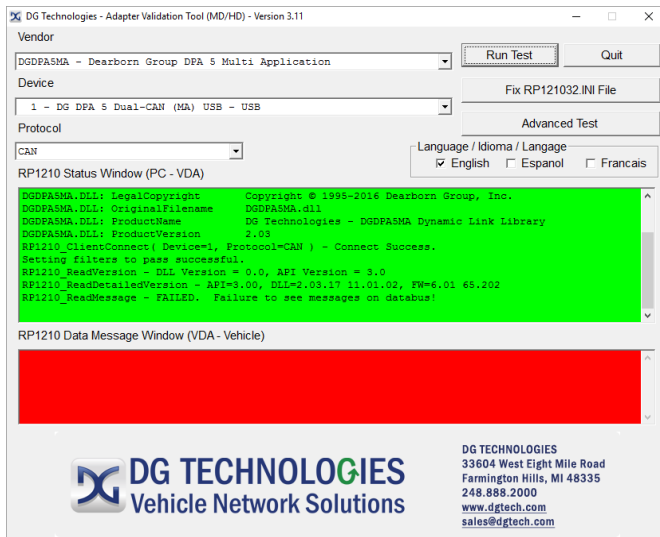 DG Technologies - Adapter Validation Tool (MD/HD) - Version 3.11
Vendor
DGDPA5MA - Dearborn Group DPA 5 Multi Application
Run Test
Quit
Device
Fix RP121032.INI File
1 - DG DPA 5 Dual-CAN (MA) USB - USB
Advanced Test
Protocol
CAN
Language / Idioma / Langage
English
Espanol
Francais
RP1210 Status Window (PC - VDA)
DGDPA5MA.DLL: LegalCopyright Copyright © 1995-2016 Dearborn Group, Inc.
DGDPA5MA.DLL: OriginalFilename DGDPA5MA.dll
DGDPA5MA.DLL: ProductName DG Technologies - DGDPA5MA Dynamic Link Library
DGDPA5MA.DLL: ProductVersion 2.03
RP1210_ClientConnect( Device=1, Protocol=CAN ) - Connect Success.
Setting filters to pass successful.
RP1210_ReadVersion - DLL Version = 0.0, API Version = 3.0
RP1210_ReadDetailedVersion - API=3.00, DLL=2.03.17 11.01.02, FW=6.01 65.202
RP1210_ReadMessage - FAILED. Failure to see messages on databus!
RP1210 Data Message Window (VDA - Vehicle)
DG TECHNOLOGIES
Vehicle Network Solutions
DG TECHNOLOGIES
33604 West Eight Mile Road
Farmington Hills, MI 48335
248.888.2000
www.dgtech.com
sales@dgtech.com